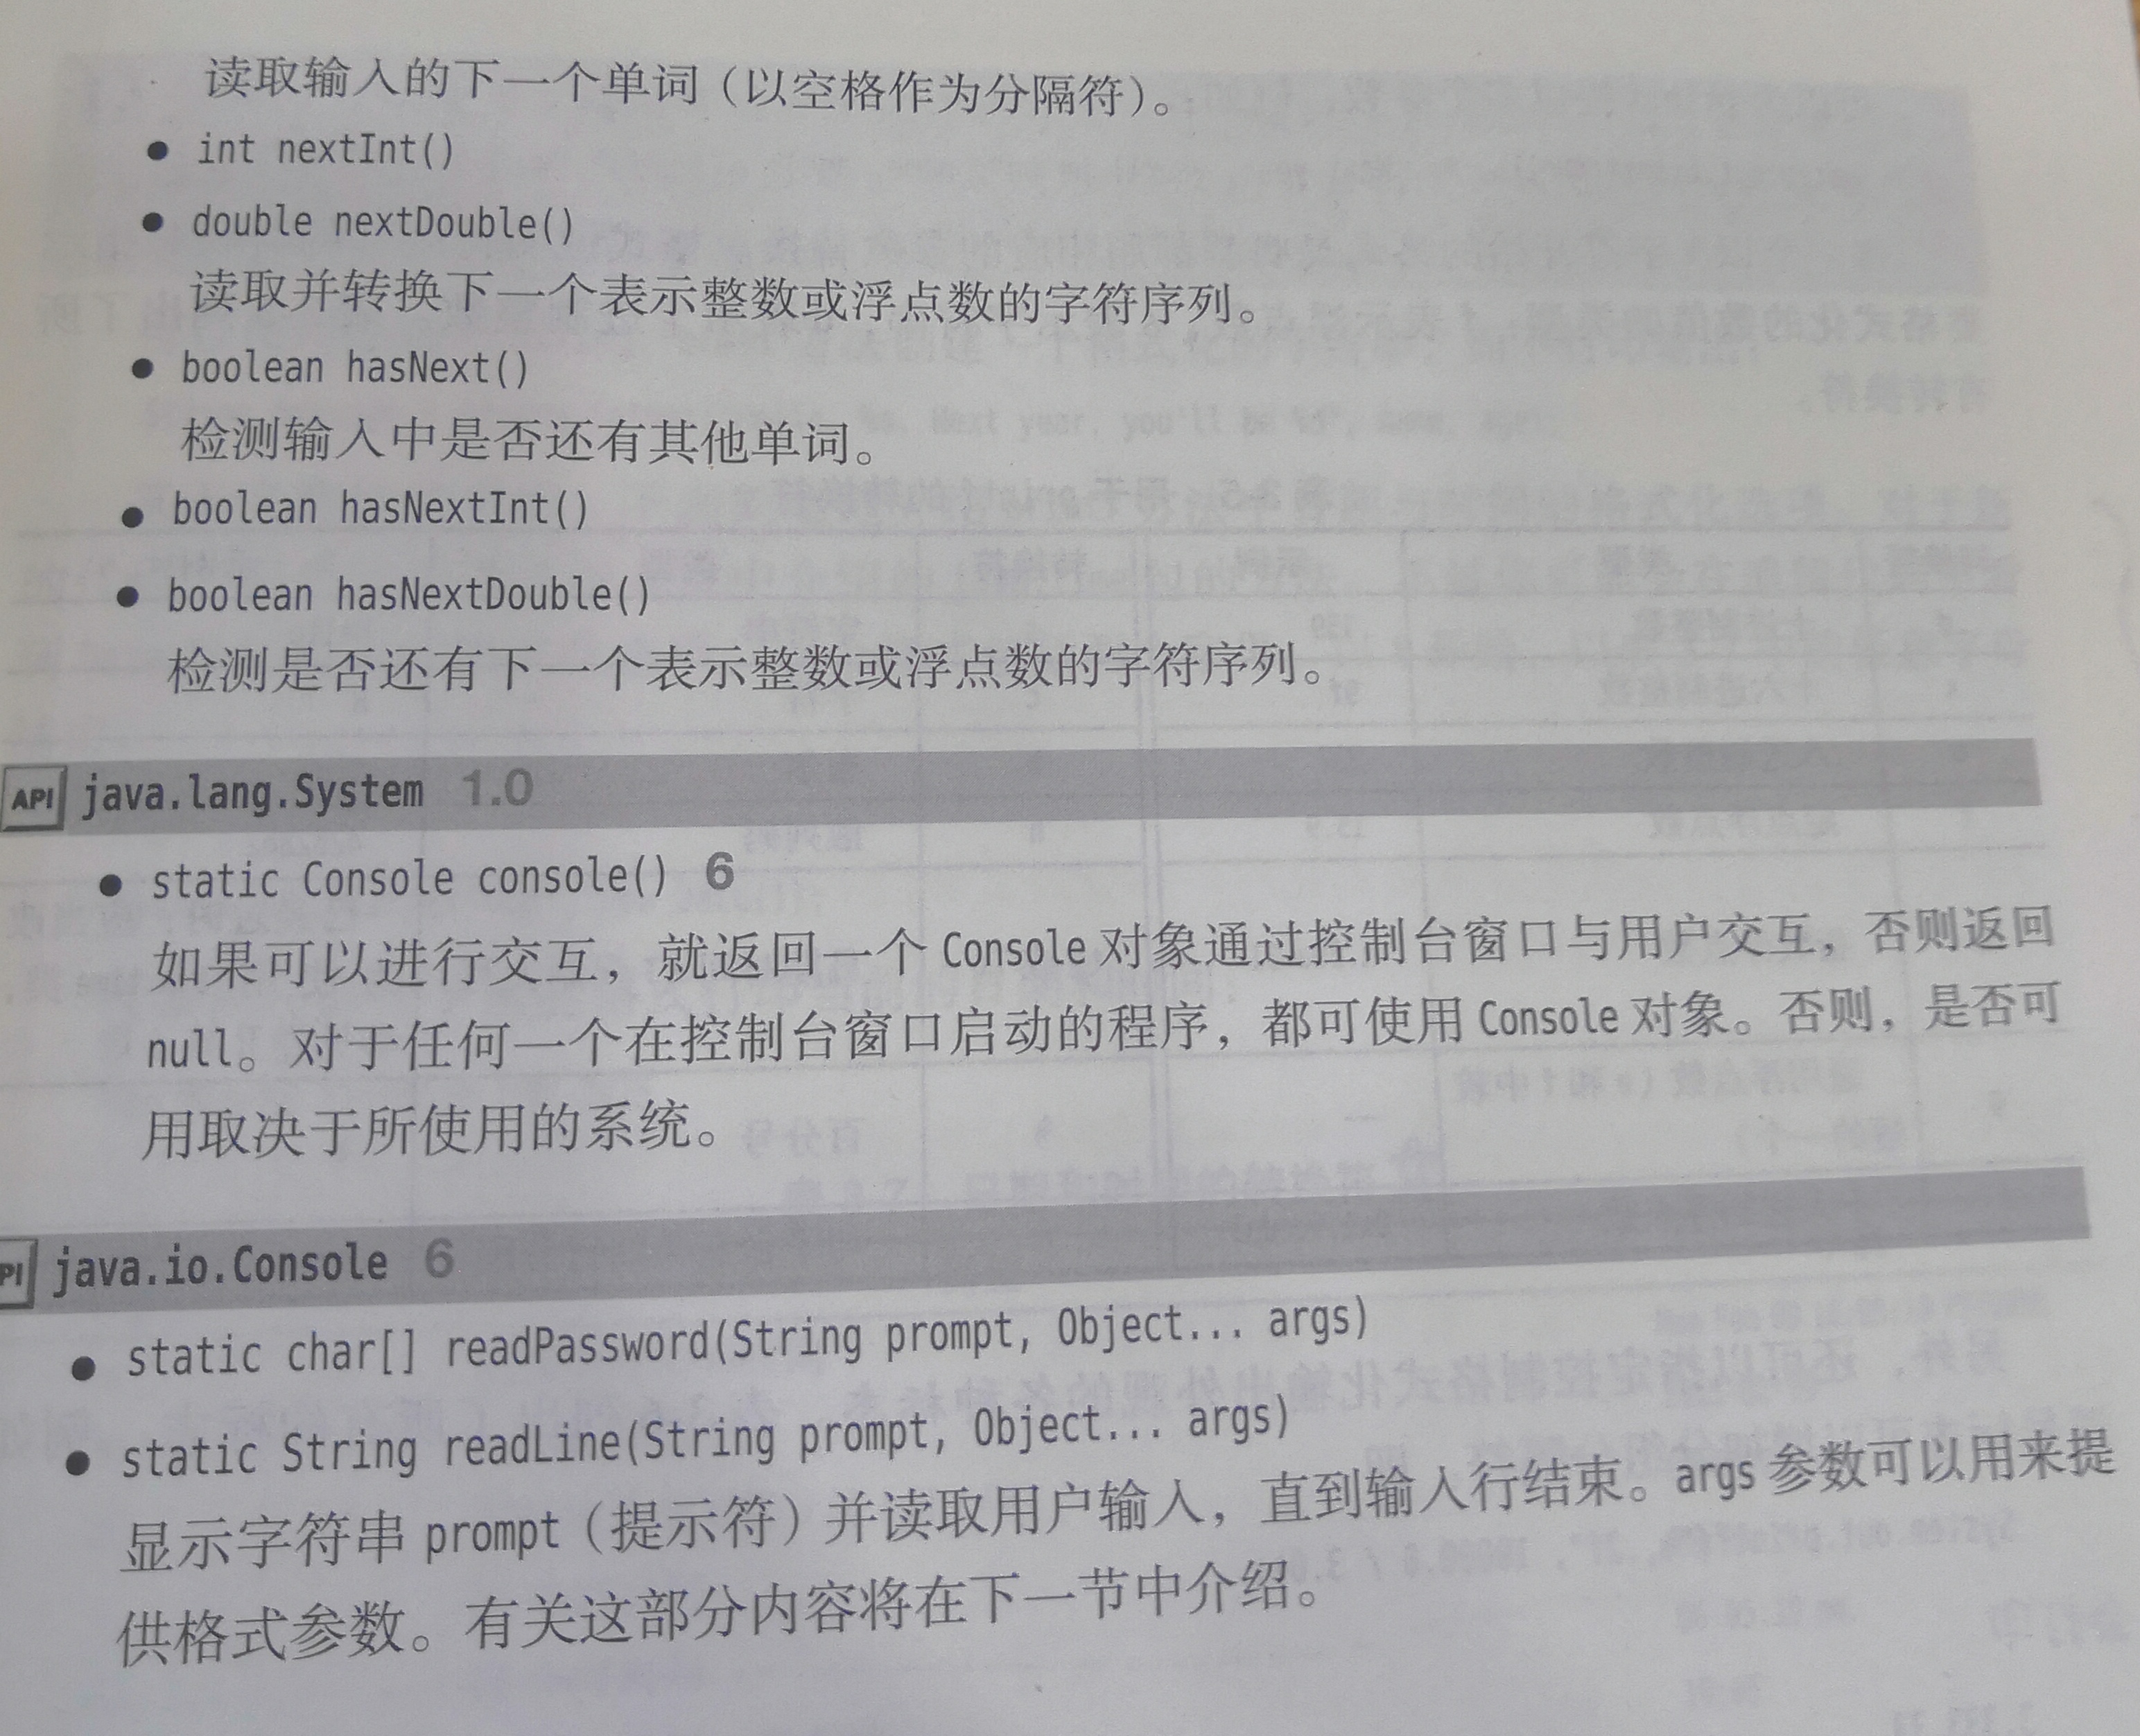 读取输入的下一个单词（以空格作为分隔符）。
● int nextInt()
● double nextDouble()
读取并转换下一个表示整数或浮点数的字符序列。
● boolean hasNext()
检测输入中是否还有其他单词。
● boolean hasNextInt()
● boolean hasNextDouble()
检测是否还有下一个表示整数或浮点数的字符序列。
API java.lang.System 1.0
● static Console console() 6
如果可以进行交互，就返回一个 Console 对象通过控制台窗口与用户交互，否则返回
null。对于任何一个在控制台窗口启动的程序，都可使用 Console 对象。否则，是否可
用取决于所使用的系统。
PI java.io.Console 6
● static char[] readPassword(String prompt, Object... args)
● static String readLine(String prompt, Object... args)
显示字符串 prompt（提示符）并读取用户输入，直到输入行结束。args 参数可以用来提
供格式参数。有关这部分内容将在下一节中介绍。